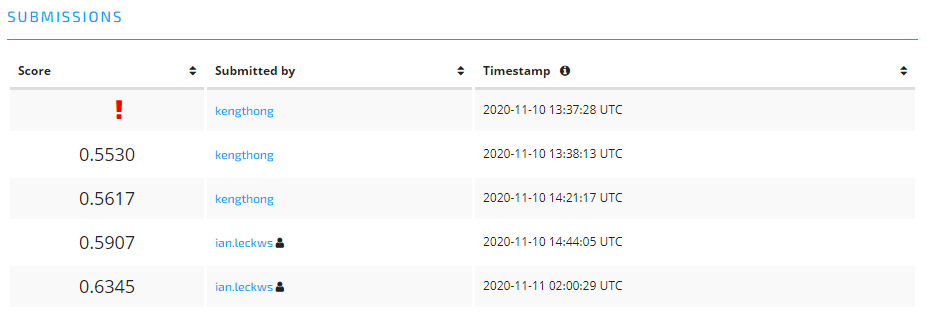 SUBMISSIONS
Score Submitted by Timestamp
! kengthong 2020-11-10 13:37:28 UTC
0.5530 kengthong 2020-11-10 13:38:13 UTC
0.5617 kengthong 2020-11-10 14:21:17 UTC
0.5907 ian.leckws 2020-11-10 14:44:05 UTC
0.6345 ian.leckws 2020-11-11 02:00:29 UTC